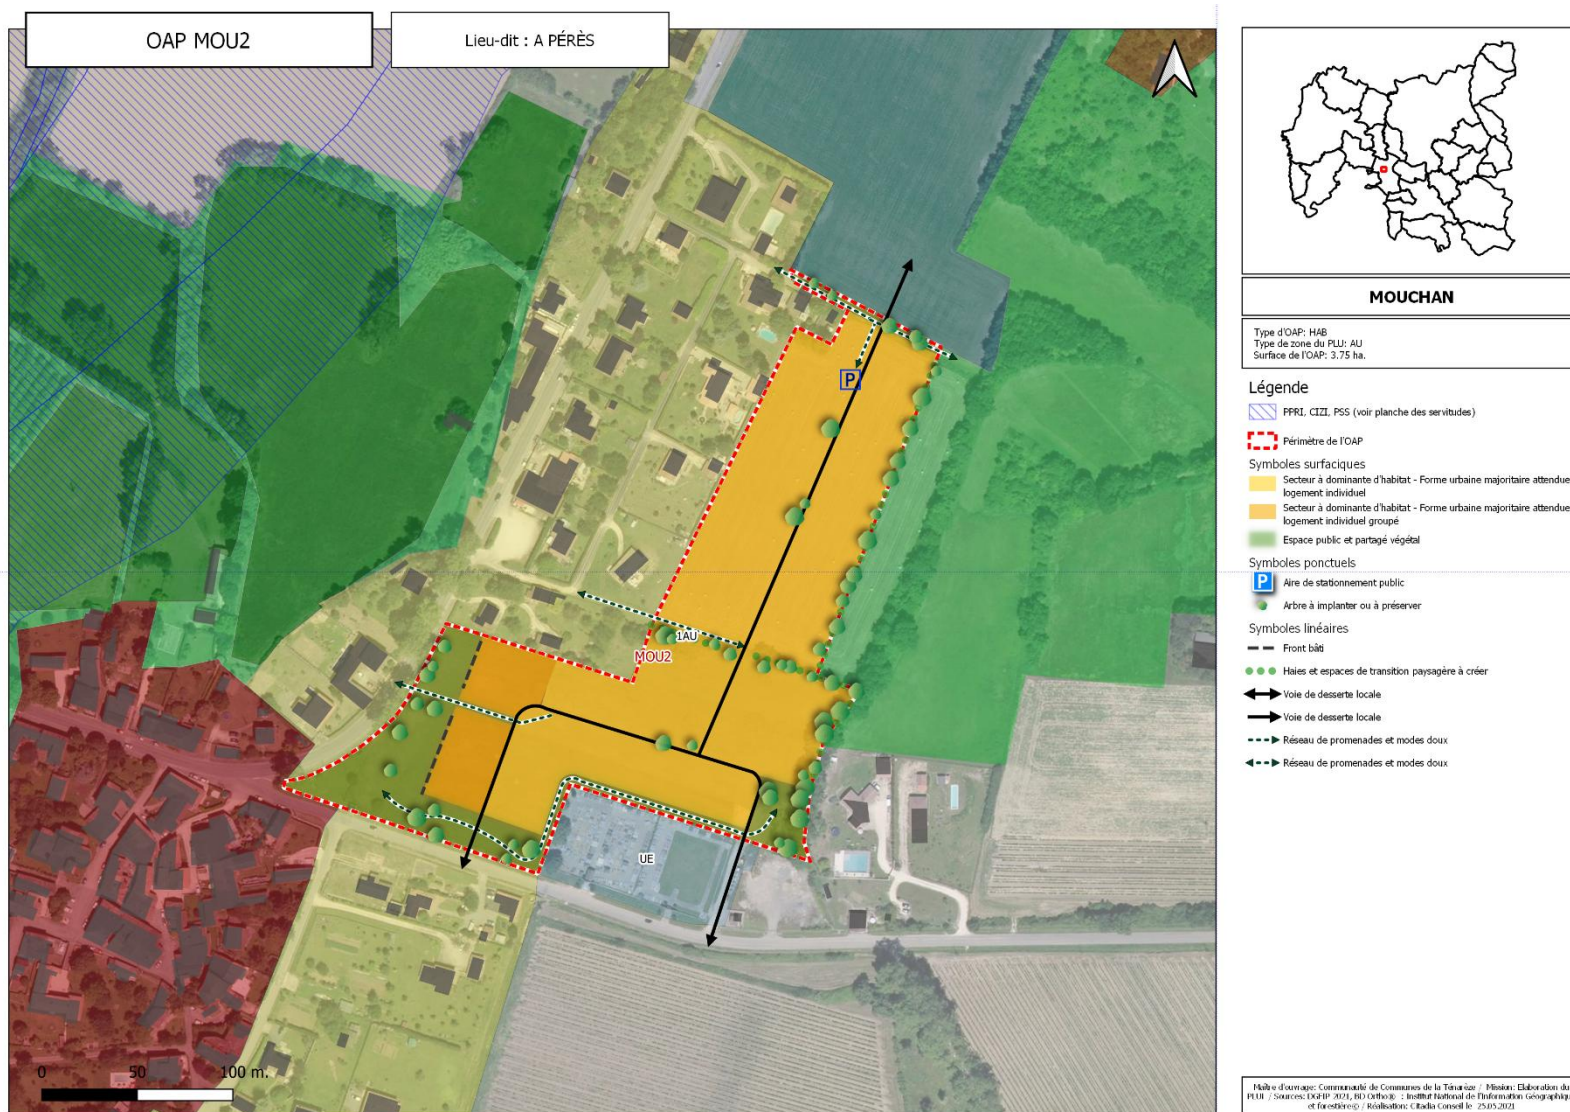 OAP MOU2
Lieu-dit : A PÉRÈS
P
1AU
MOU2
UE
0 50 100 m.
MOUCHAN
Type d'OAP: HAB
Type de zone du PLU: AU
Surface de l'OAP: 3.75 ha.
Légende
PPRI, CIZI, PSS (voir planche des servitudes)
Périmètre de l'OAP
Symboles surfaciques
Secteur à dominante d'habitat - Forme urbaine majoritaire attendue
logement individuel
Secteur à dominante d'habitat - Forme urbaine majoritaire attendue
logement individuel groupé
Espace public et partagé végétal
Symboles ponctuels
P Aire de stationnement public
Arbre à implanter ou à préserver
Symboles linéaires
Front bâti
Haies et espaces de transition paysagère à créer
Voie de desserte locale
Voie de desserte locale
Réseau de promenades et modes doux
Réseau de promenades et modes doux
Maître d'ouvrage: Communauté de Communes de la Ténarèze / Mission: Elaboration du
PLUI / Sources: DGFIP 2021, BD Ortho® : Institut National de l'Information Géographique
et forestière© / Réalisation: Citadia Conseil le 25.05.2021